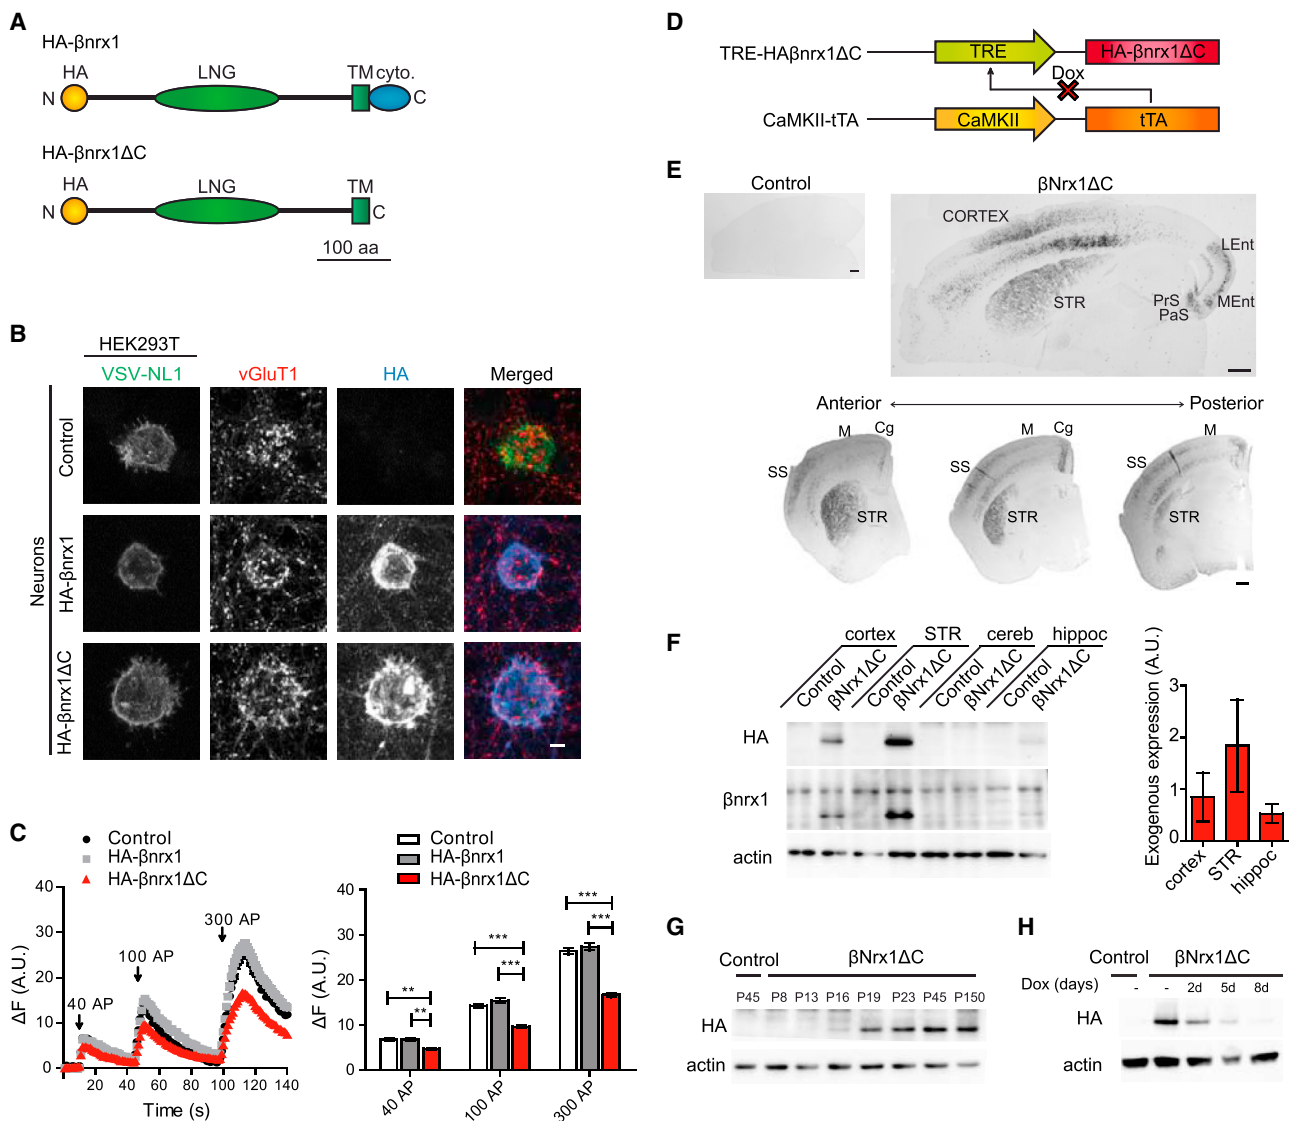 A
HA-βnrx1
HA LNG TM cyto.
N C
HA-βnrx1ΔC
HA LNG TM
N C
100 aa
B
HEK293T
VSV-NL1 vGluT1 HA Merged
Neurons
Control
HA-βnrx1
HA-βnrx1ΔC
C
Control
HA-βnrx1
HA-βnrx1ΔC
ΔF (A.U.)
40
30
20
10
0
40 AP
100 AP
300 AP
20 40 60 80 100 120 140
Time (s)
Control
HA-βnrx1
HA-βnrx1ΔC
ΔF (A.U.)
40
30
20
10
0
** **
*** ***
*** ***
40 AP 100 AP 300 AP
D
TRE-HAβnrx1ΔC TRE HA-βnrx1ΔC
Dox
CaMKII-tTA CaMKII tTA
E
Control βNrx1ΔC
CORTEX
STR
LEnt
PrS MEnt
PaS
Anterior Posterior
M Cg SS STR
M Cg SS STR
M SS STR
F
cortex STR cereb hippoc
Control βNrx1ΔC Control βNrx1ΔC Control βNrx1ΔC Control βNrx1ΔC
HA
βnrx1
actin
Exogenous expression (A.U.)
3
2
1
0
cortex STR hippoc
G
Control βNrx1ΔC
P45 P8 P13 P16 P19 P23 P45 P150
HA
actin
H
Control βNrx1ΔC
Dox (days) - - 2d 5d 8d
HA
actin